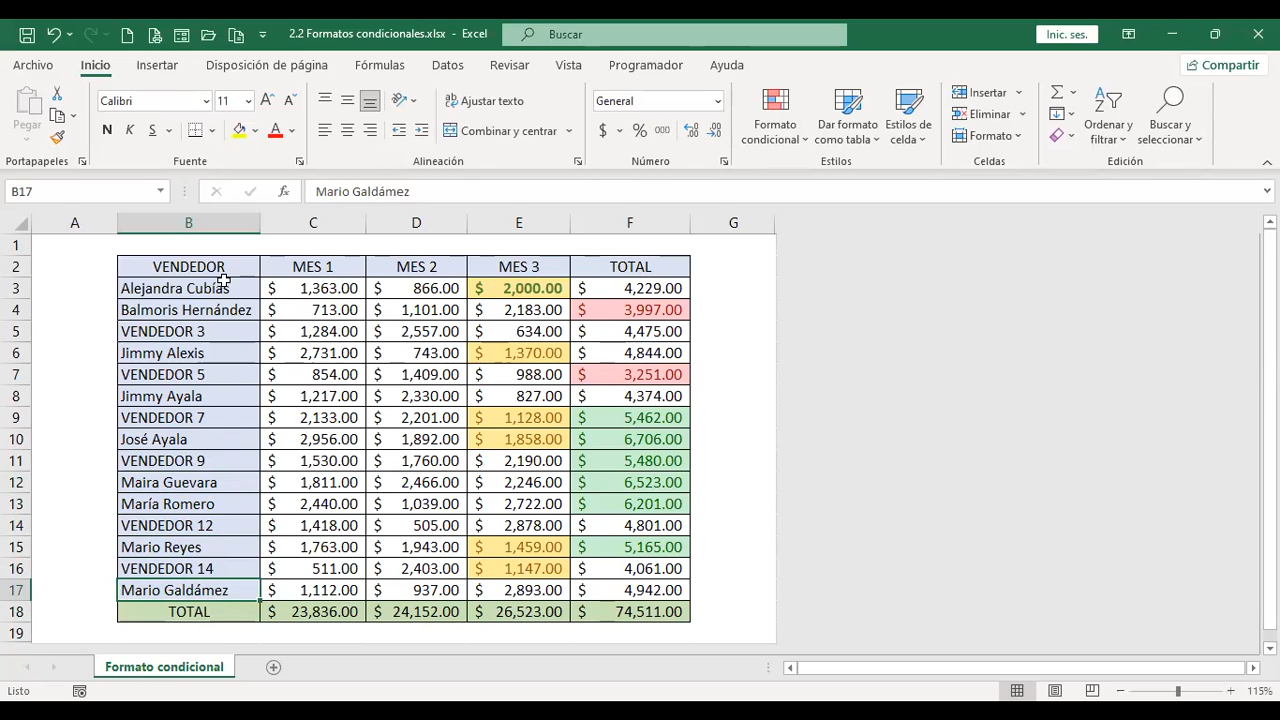 2.2 Formatos condicionales.xlsx - Excel
Buscar
Inic. ses.
Archivo Inicio Insertar Disposición de página Fórmulas Datos Revisar Vista Programador Ayuda Compartir
Pegar
Portapapeles
Calibri 11
N K S
Fuente
Ajustar texto
Combinar y centrar
Alineación
General
$ % 000
Número
Formato condicional
Dar formato como tabla
Estilos de celda
Estilos
Insertar
Eliminar
Formato
Celdas
Ordenar y filtrar
Buscar y seleccionar
Edición
B17 fx Mario Galdámez
A B C D E F G
1
2 VENDEDOR MES 1 MES 2 MES 3 TOTAL
3 Alejandra Cubías $ 1,363.00 $ 866.00 $ 2,000.00 $ 4,229.00
4 Balmoris Hernández $ 713.00 $ 1,101.00 $ 2,183.00 $ 3,997.00
5 VENDEDOR 3 $ 1,284.00 $ 2,557.00 $ 634.00 $ 4,475.00
6 Jimmy Alexis $ 2,731.00 $ 743.00 $ 1,370.00 $ 4,844.00
7 VENDEDOR 5 $ 854.00 $ 1,409.00 $ 988.00 $ 3,251.00
8 Jimmy Ayala $ 1,217.00 $ 2,330.00 $ 827.00 $ 4,374.00
9 VENDEDOR 7 $ 2,133.00 $ 2,201.00 $ 1,128.00 $ 5,462.00
10 José Ayala $ 2,956.00 $ 1,892.00 $ 1,858.00 $ 6,706.00
11 VENDEDOR 9 $ 1,530.00 $ 1,760.00 $ 2,190.00 $ 5,480.00
12 Maira Guevara $ 1,811.00 $ 2,466.00 $ 2,246.00 $ 6,523.00
13 María Romero $ 2,440.00 $ 1,039.00 $ 2,722.00 $ 6,201.00
14 VENDEDOR 12 $ 1,418.00 $ 505.00 $ 2,878.00 $ 4,801.00
15 Mario Reyes $ 1,763.00 $ 1,943.00 $ 1,459.00 $ 5,165.00
16 VENDEDOR 14 $ 511.00 $ 2,403.00 $ 1,147.00 $ 4,061.00
17 Mario Galdámez $ 1,112.00 $ 937.00 $ 2,893.00 $ 4,942.00
18 TOTAL $ 23,836.00 $ 24,152.00 $ 26,523.00 $ 74,511.00
19
Formato condicional
Listo
115%